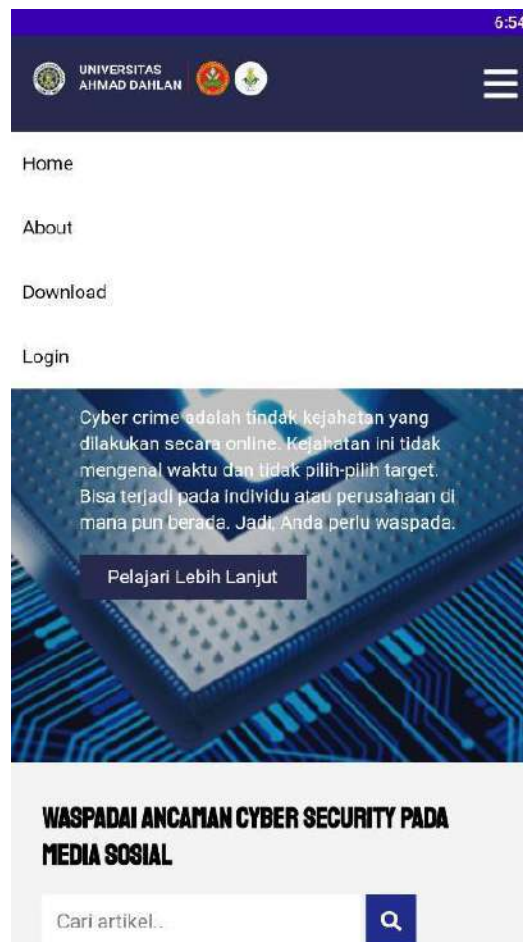 6:54
UNIVERSITAS
AHMAD DAHLAN
Home
About
Download
Login
Cyber crime adalah tindak kejahatan yang
dilakukan secara online. Kejahatan ini tidak
mengenal waktu dan tidak pilih-pilih target.
Bisa terjadi pada individu atau perusahaan di
mana pun berada. Jadi, Anda perlu waspada.
Pelajari Lebih Lanjut
WASPADAI ANCAMAN CYBER SECURITY PADA
MEDIA SOSIAL
Cari artikel..